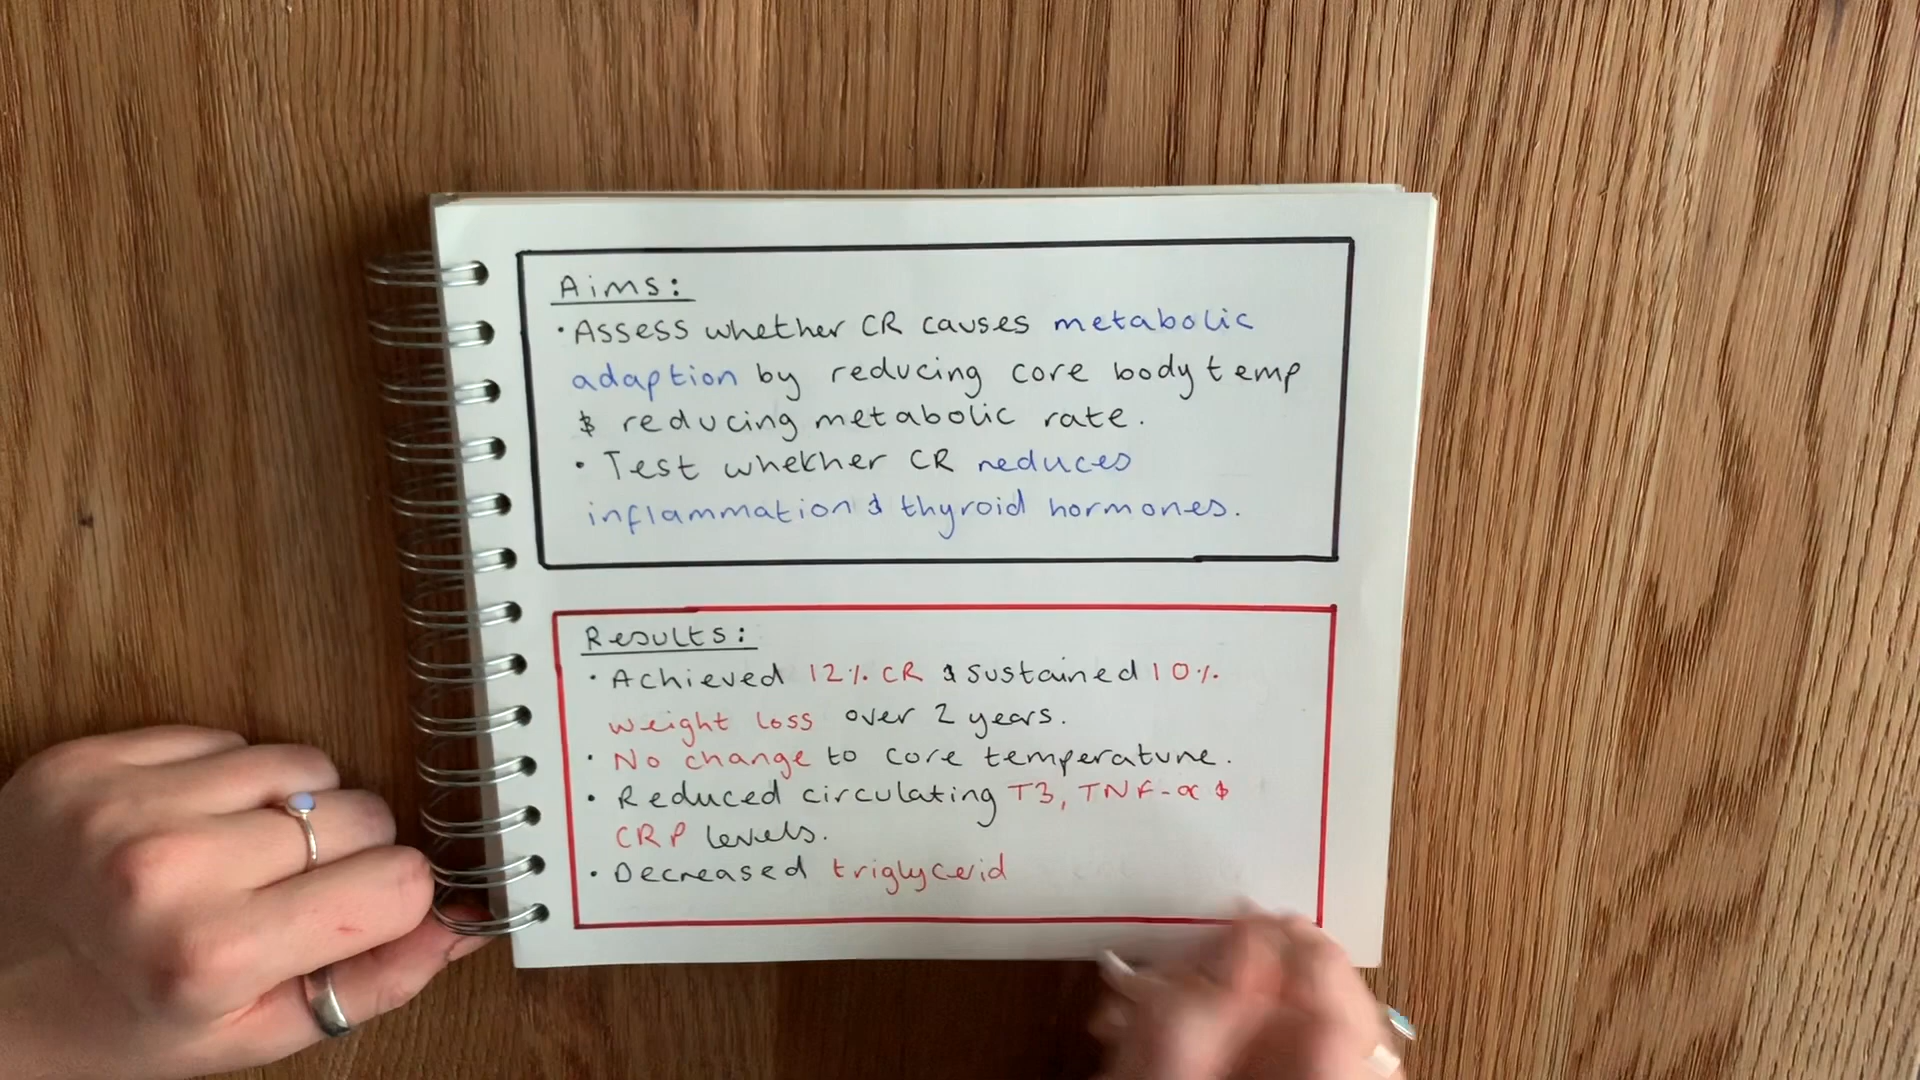 Aims:
• Assess whether CR causes metabolic
adaption by reducing core body temp
& reducing metabolic rate.
• Test whether CR reduces
inflammation & thyroid hormones.
Results:
• Achieved 12% CR & sustained 10%
weight loss over 2 years.
• No change to core temperature.
• Reduced circulating T3, TNF-α &
CRP levels.
• Decreased triglycerid